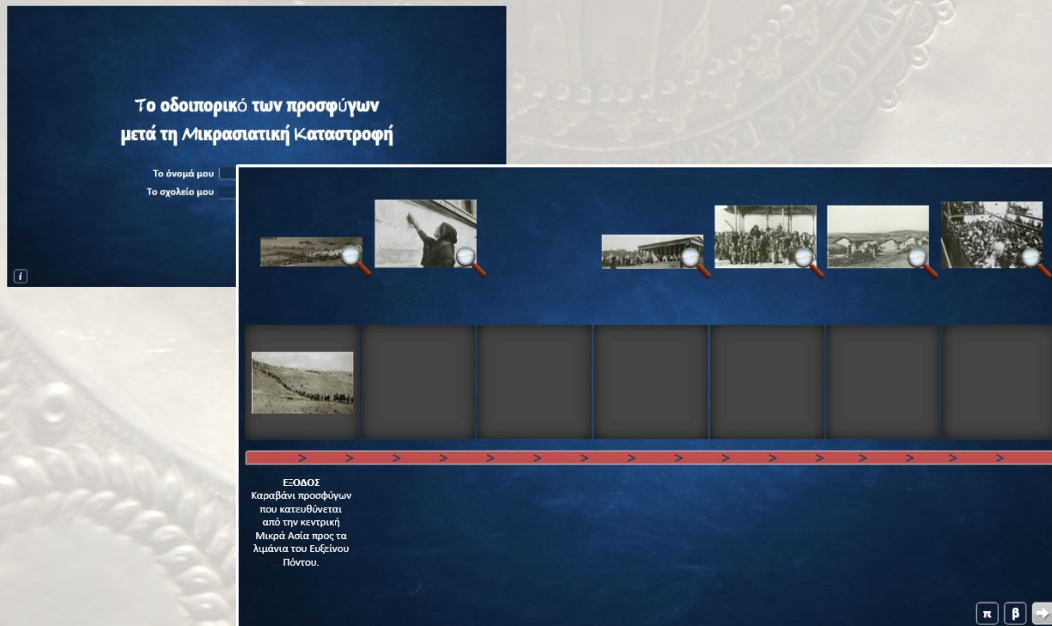 Το οδοιπορικό των προσφύγων
μετά τη Μικρασιατική Καταστροφή
Το όνομά μου
Το σχολείο μου
i
> > > > > > > > > > > > > > > >
ΕΞΟΔΟΣ
Καραβάνι προσφύγων
που κατευθύνεται
από την κεντρική
Μικρά Ασία προς τα
λιμάνια του Ευξείνου
Πόντου.
π β